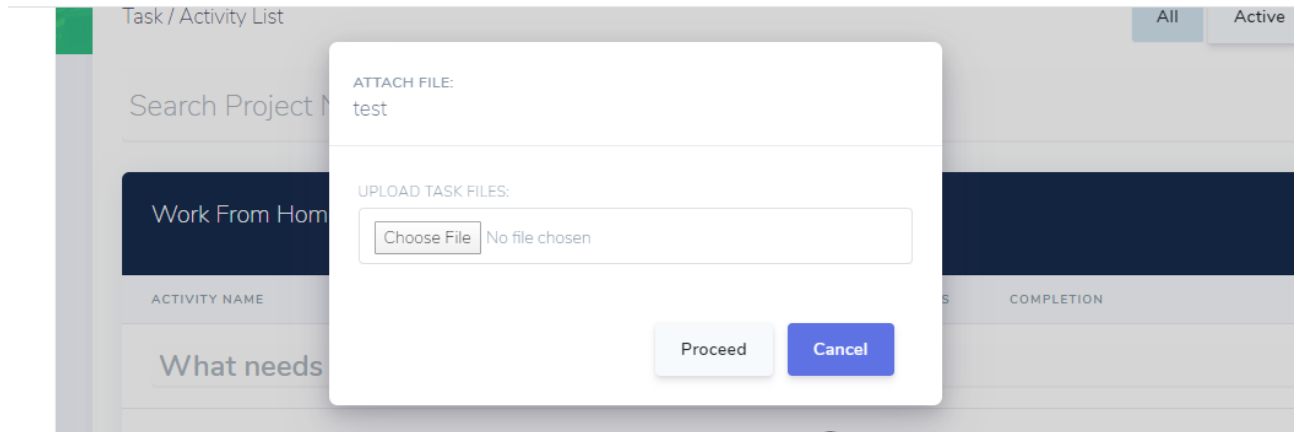 Task / Activity List
All
Active
ATTACH FILE:
test
Search Project
UPLOAD TASK FILES:
Work From Hom
Choose File No file chosen
ACTIVITY NAME
S
COMPLETION
Proceed
Cancel
What needs